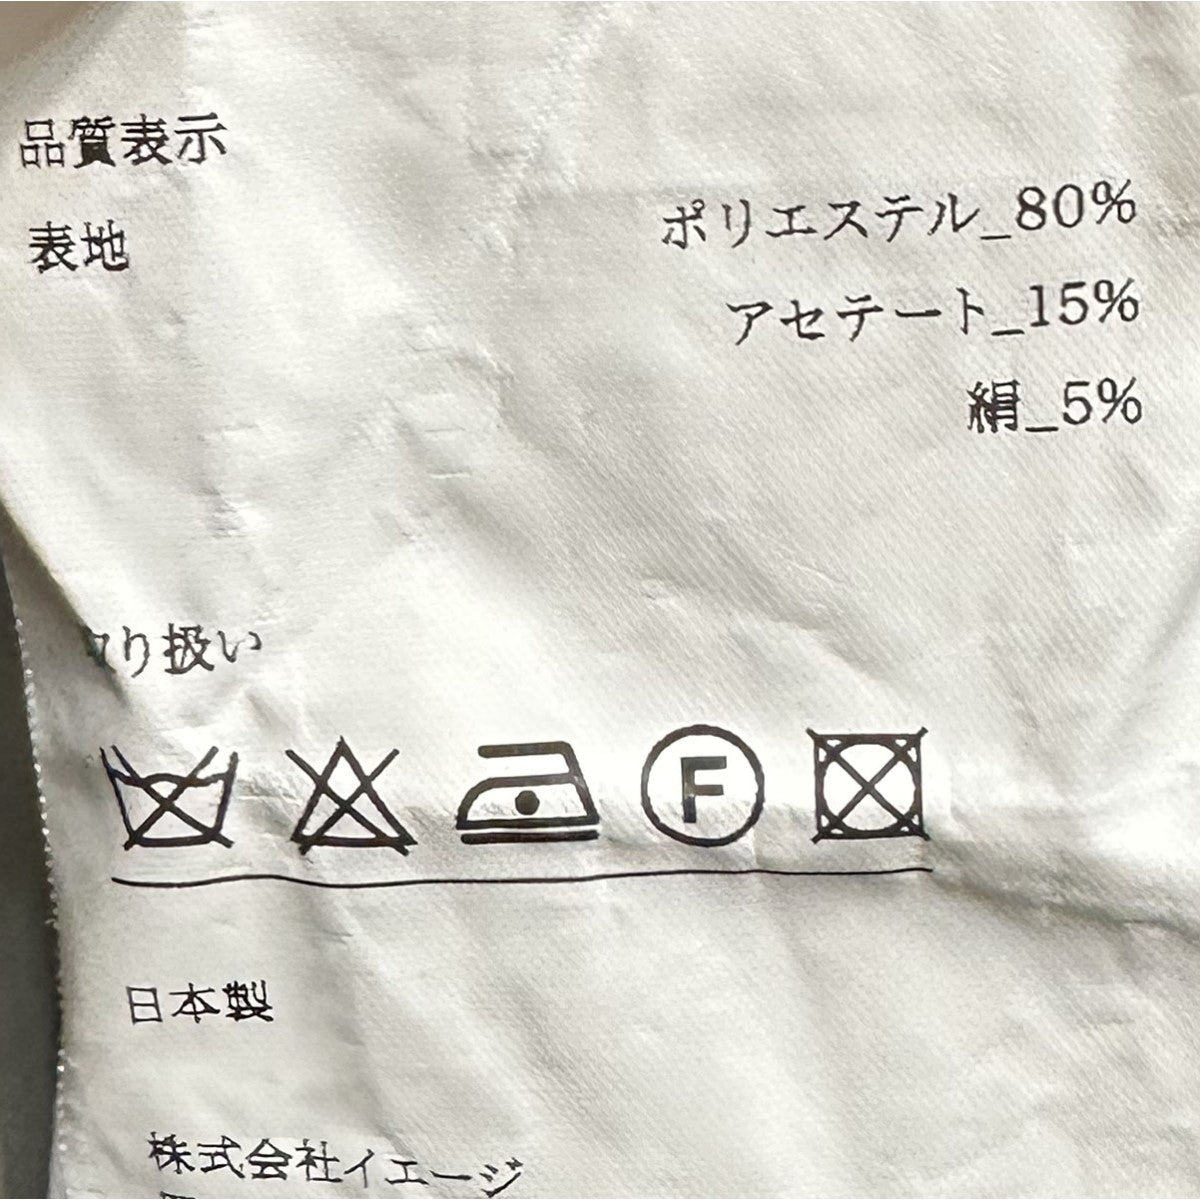 品質表示
表地
ポリエステル_80%
アセテート_15%
絹_5%
り扱い
F
日本製
株式会社イエージ